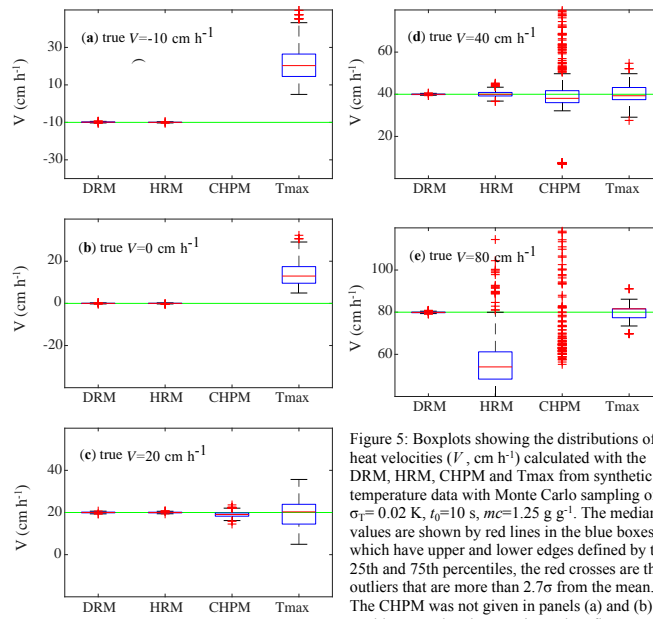 (a) true V=-10 cm h⁻¹
V (cm h⁻¹)
20
-10
-30
DRM HRM CHPM Tmax
(b) true V=0 cm h⁻¹
V (cm h⁻¹)
20
0
-20
DRM HRM CHPM Tmax
(c) true V=20 cm h⁻¹
V (cm h⁻¹)
40
20
0
DRM HRM CHPM Tmax
(d) true V=40 cm h⁻¹
V (cm h⁻¹)
80
60
40
20
DRM HRM CHPM Tmax
(e) true V=80 cm h⁻¹
V (cm h⁻¹)
100
80
60
DRM HRM CHPM Tmax
Figure 5: Boxplots showing the distributions of
heat velocities (V , cm h⁻¹) calculated with the
DRM, HRM, CHPM and Tmax from synthetic
temperature data with Monte Carlo sampling o
σT= 0.02 K, t0=10 s, mc=1.25 g g⁻¹. The median
values are shown by red lines in the blue boxes
which have upper and lower edges defined by t
25th and 75th percentiles, the red crosses are th
outliers that are more than 2.7σ from the mean.
The CHPM was not given in panels (a) and (b)